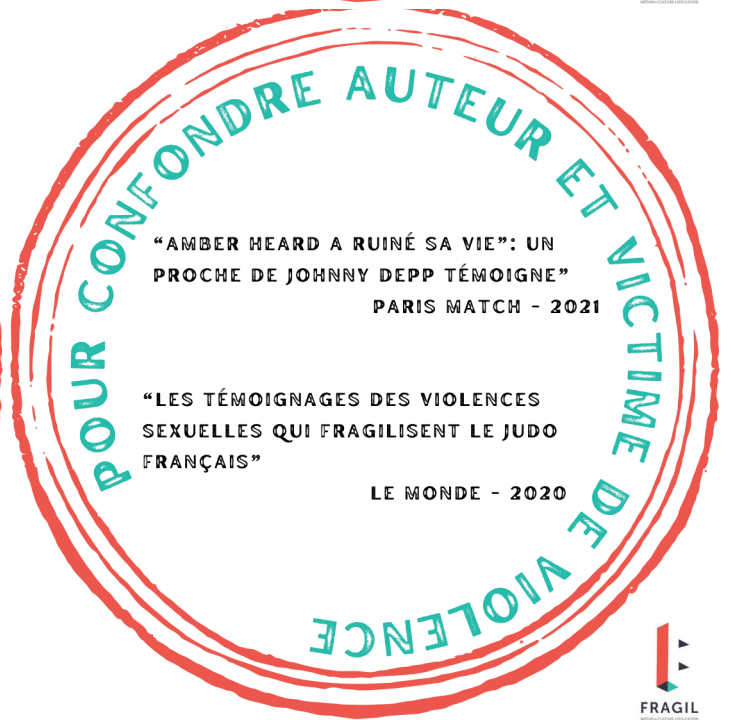 POUR CONFONDRE AUTEUR ET VICTIME DE VIOLENCE
“AMBER HEARD A RUINÉ SA VIE”: UN
PROCHE DE JOHNNY DEPP TÉMOIGNE”
PARIS MATCH - 2021
“LES TÉMOIGNAGES DES VIOLENCES
SEXUELLES QUI FRAGILISENT LE JUDO
FRANÇAIS”
LE MONDE - 2020
FRAGIL